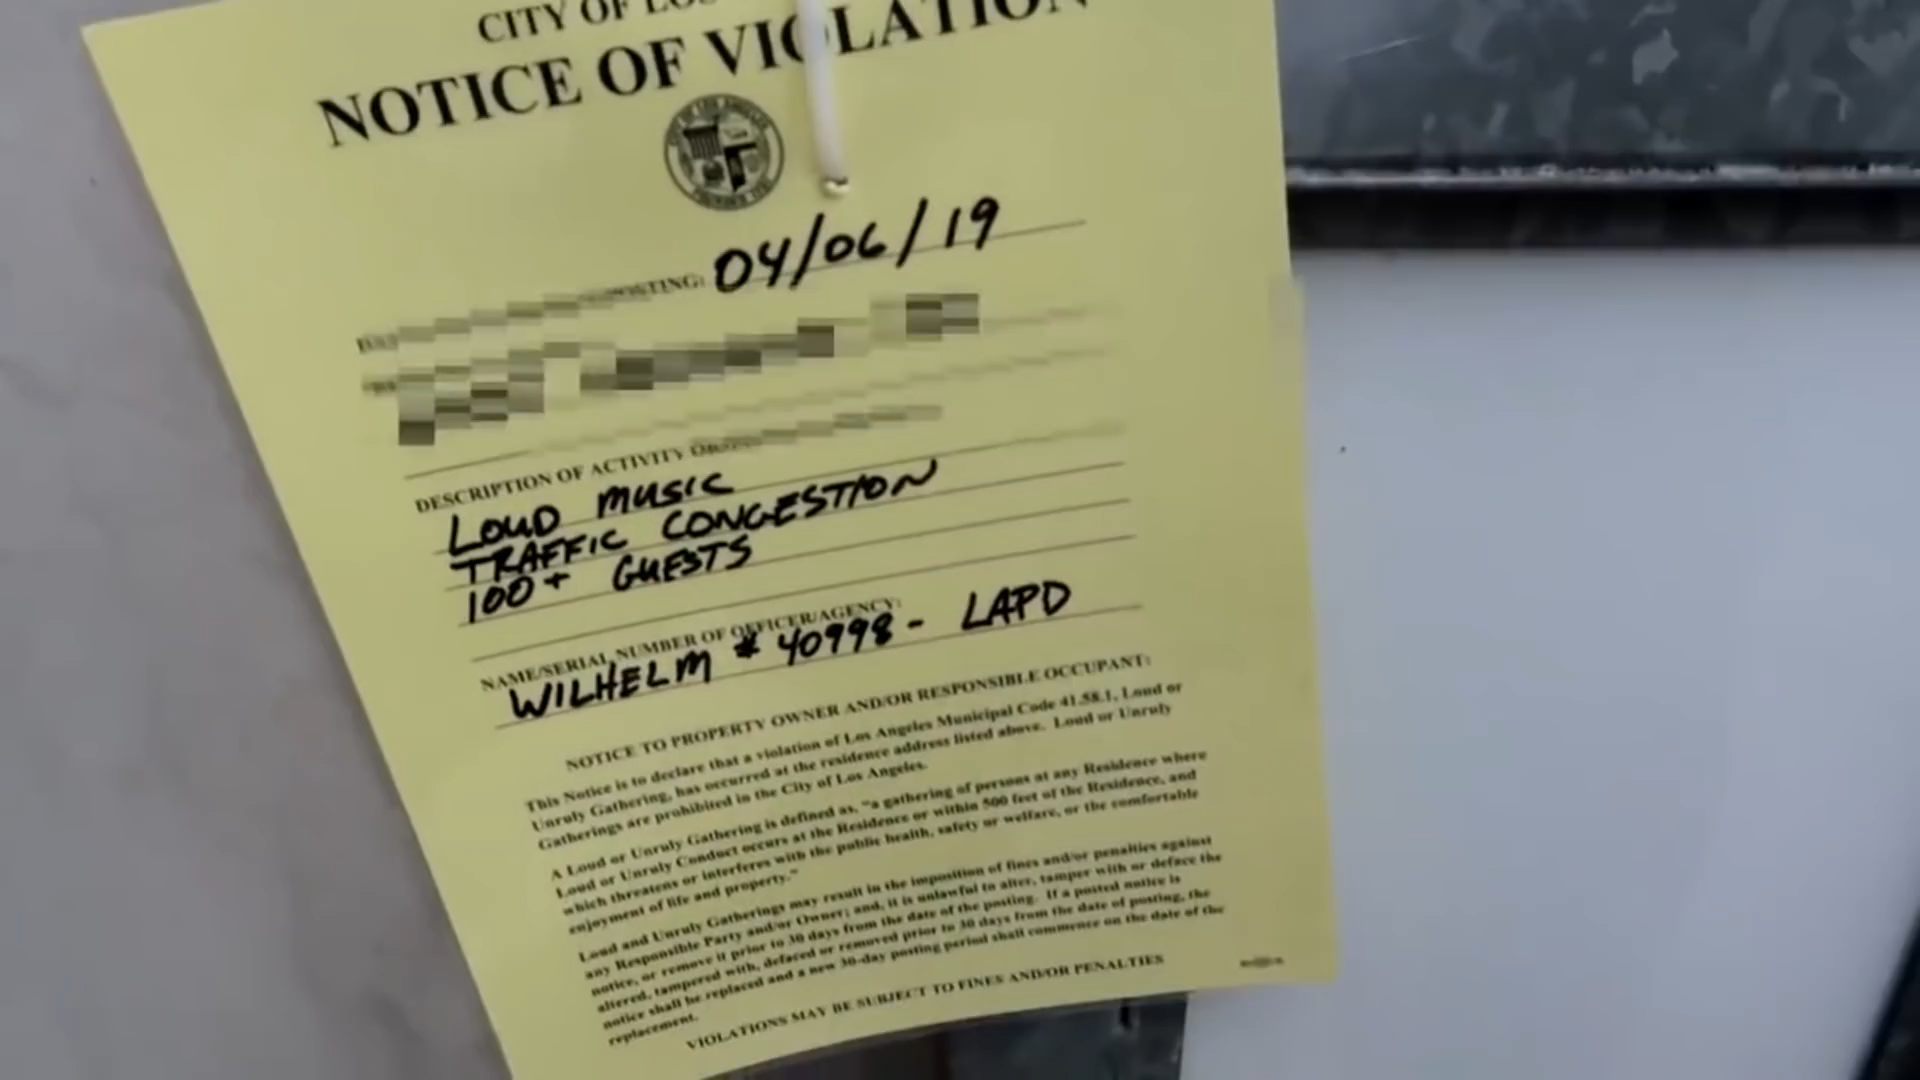 CITY OF LOS
NOTICE OF VIOLATION
POSTING: 04/06/19
DESCRIPTION OF ACTIVITY
LOUD MUSIC
TRAFFIC CONGESTION
100+ GUESTS
NAME/SERIAL NUMBER OF OFFICER/AGENCY:
WILHELM # 40998 - LAPD
NOTICE TO PROPERTY OWNER AND/OR RESPONSIBLE OCCUPANT:
This Notice is to declare that a violation of Los Angeles Municipal Code 41.58.1, Loud or
Unruly Gathering, has occurred at the residence address listed above. Loud or Unruly
Gatherings are prohibited in the City of Los Angeles.
A Loud or Unruly Gathering is defined as, "a gathering of persons at any Residence where
Loud or Unruly Conduct occurs at the Residence or within 500 feet of the Residence, and
which threatens or interferes with the public health, safety or welfare, or the comfortable
enjoyment of life and property."
Loud and Unruly Gatherings may result in the imposition of fines and/or penalties against
any Responsible Party and/or Owner; and, it is unlawful to alter, tamper with or deface the
notice, or remove it prior to 30 days from the date of the posting. If a posted notice is
altered, tampered with, defaced or removed prior to 30 days from the date of posting, the
notice shall be replaced and a new 30-day posting period shall commence on the date of the
replacement.
VIOLATIONS MAY BE SUBJECT TO FINES AND/OR PENALTIES